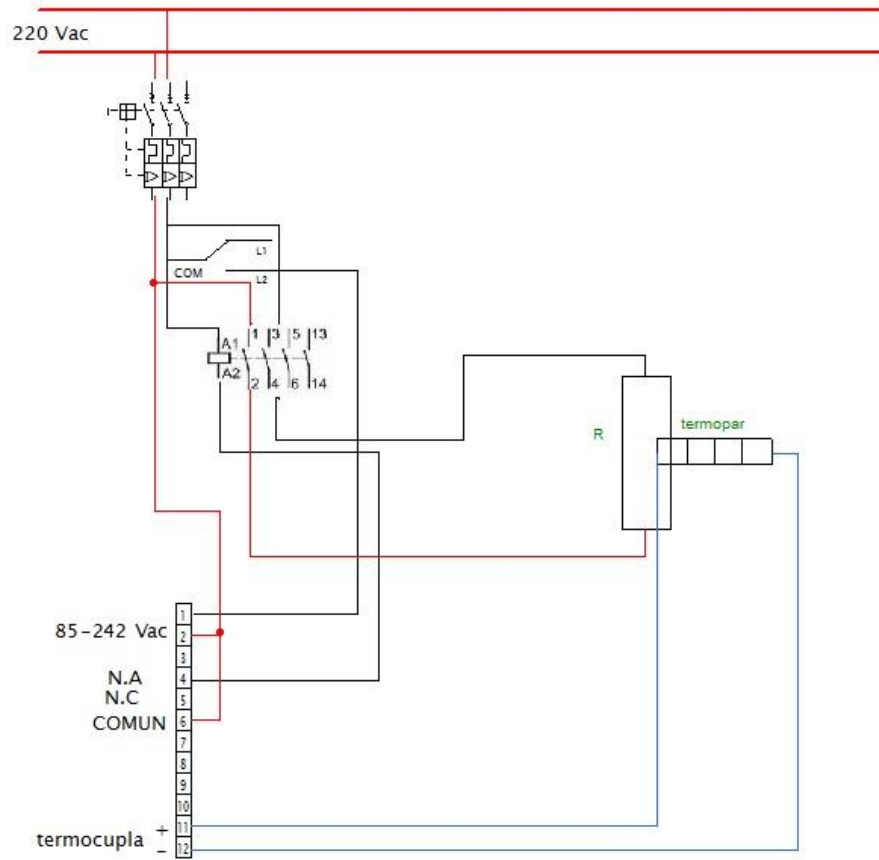 220 Vac
L1
COM
L2
1 3 5 13
A1
A2
2 4 6 14
termopar
R
1
85-242 Vac 2
3
N.A 4
N.C 5
COMUN 6
7
8
9
10
+ 11
termocupla
- 12